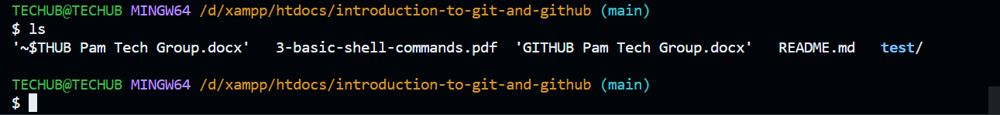 TECHUB@TECHUB MINGW64 /d/xampp/htdocs/introduction-to-git-and-github (main)
$ ls
'~$THUB Pam Tech Group.docx'   3-basic-shell-commands.pdf  'GITHUB Pam Tech Group.docx'   README.md   test/
TECHUB@TECHUB MINGW64 /d/xampp/htdocs/introduction-to-git-and-github (main)
$